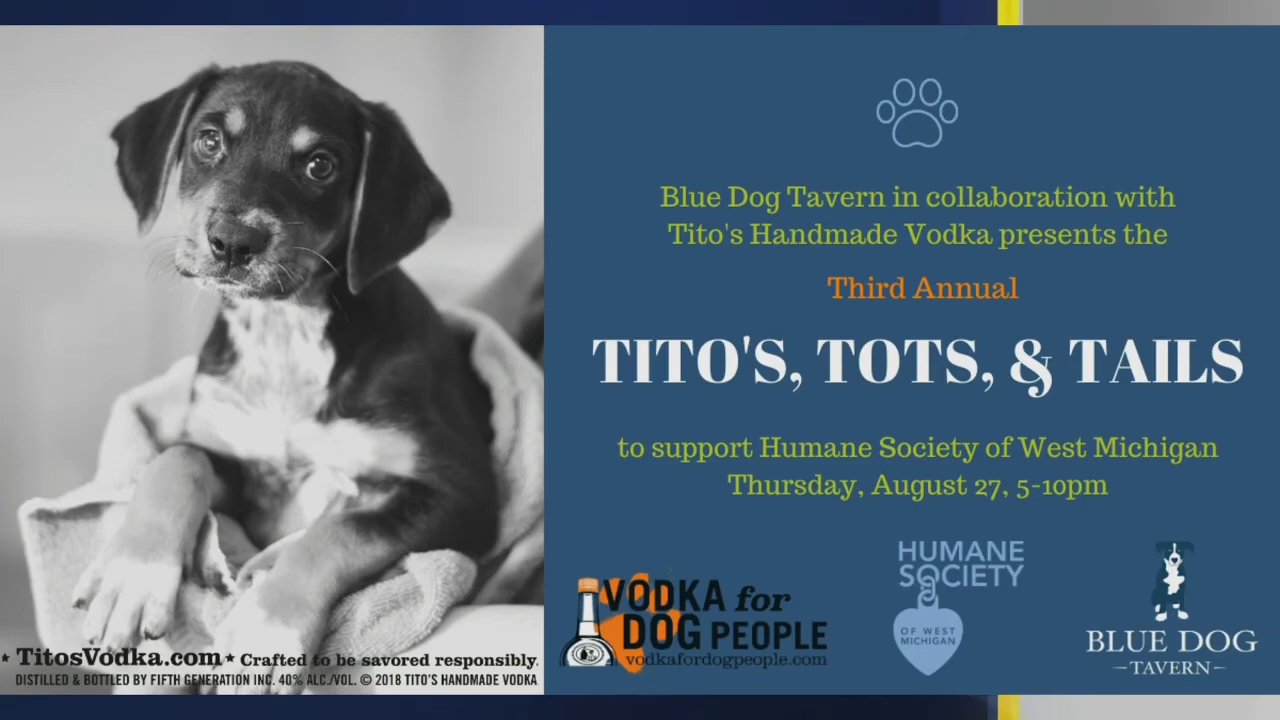 Blue Dog Tavern in collaboration with
Tito's Handmade Vodka presents the
Third Annual
TITO'S, TOTS, & TAILS
to support Humane Society of West Michigan
Thursday, August 27, 5-10pm
VODKA for
DOG PEOPLE
vodkafordogpeople.com
HUMANE
SOCIETY
OF WEST
MICHIGAN
BLUE DOG
TAVERN
TitosVodka.com Crafted to be savored responsibly.
DISTILLED & BOTTLED BY FIFTH GENERATION INC. 40% ALC./VOL. © 2018 TITO'S HANDMADE VODKA